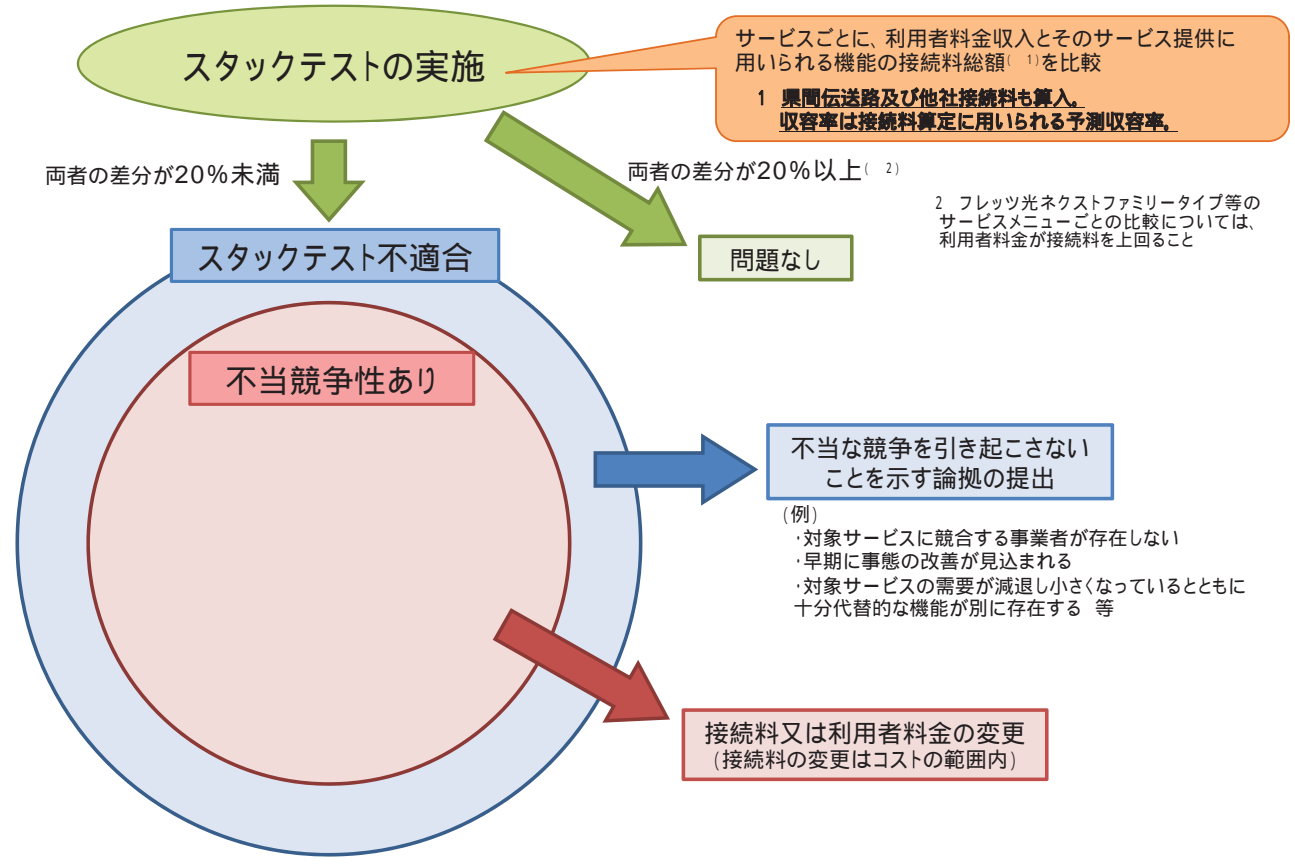 スタックテストの実施
サービスごとに、利用者料金収入とそのサービス提供に
用いられる機能の接続料総額( 1)を比較
1 県間伝送路及び他社接続料も算入。
収容率は接続料算定に用いられる予測収容率。
両者の差分が20%未満
両者の差分が20%以上( 2)
2 フレッツ光ネクストファミリータイプ等の
サービスメニューごとの比較については、
利用者料金が接続料を上回ること
スタックテスト不適合
問題なし
不当競争性あり
不当な競争を引き起こさない
ことを示す論拠の提出
(例)
・対象サービスに競合する事業者が存在しない
・早期に事態の改善が見込まれる
・対象サービスの需要が減退し小さくなっているとともに
十分代替的な機能が別に存在する 等
接続料又は利用者料金の変更
(接続料の変更はコストの範囲内)